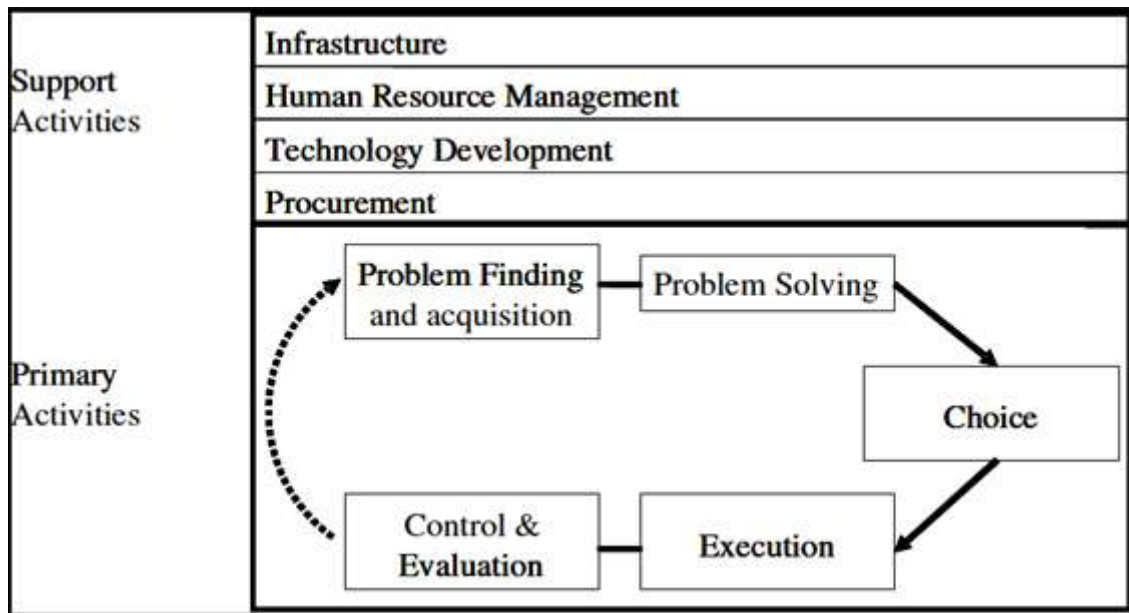 Support
Activities
Infrastructure
Human Resource Management
Technology Development
Procurement
Primary
Activities
Problem Finding
and acquisition
Problem Solving
Choice
Control &
Evaluation
Execution